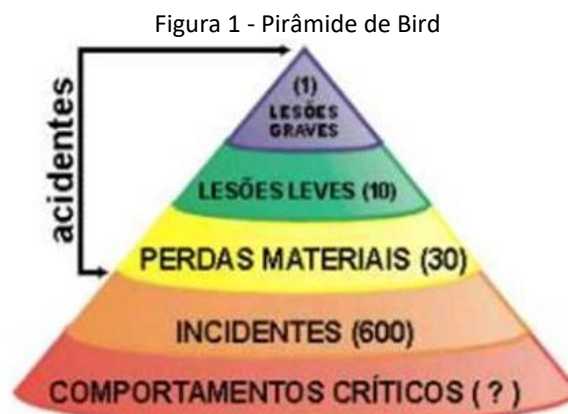 Figura 1 - Pirâmide de Bird
acidentes
(1)
LESÕES
GRAVES
LESÕES LEVES (10)
PERDAS MATERIAIS (30)
INCIDENTES (600)
COMPORTAMENTOS CRÍTICOS ( ? )